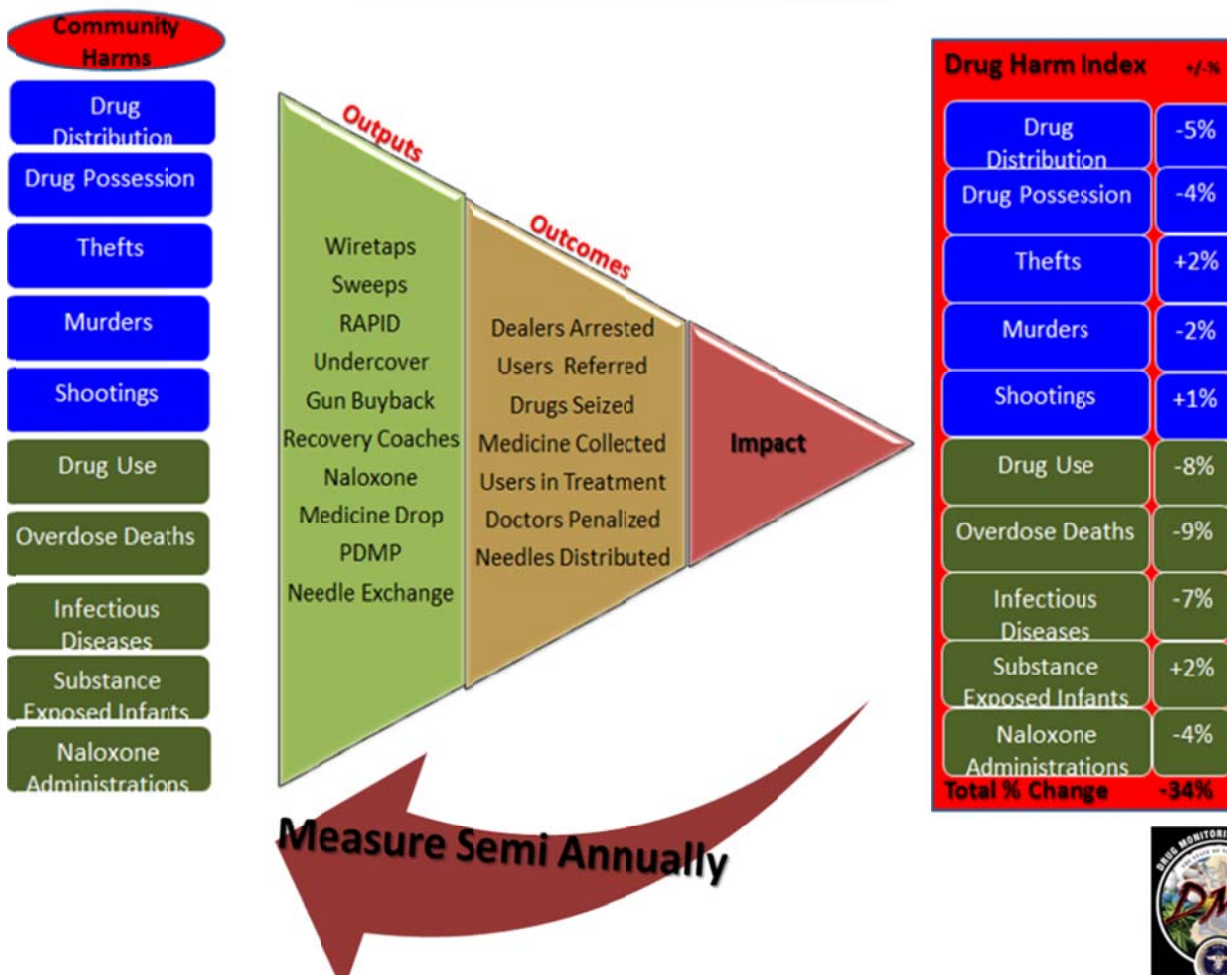 Community
Harms
Drug
Distribution
Drug Possession
Thefts
Murders
Shootings
Drug Use
Overdose Deaths
Infectious
Diseases
Substance
Exposed Infants
Naloxone
Administrations
Outputs
Wiretaps
Sweeps
RAPID
Undercover
Gun Buyback
Recovery Coaches
Naloxone
Medicine Drop
PDMP
Needle Exchange
Outcomes
Dealers Arrested
Users Referred
Drugs Seized
Medicine Collected
Users in Treatment
Doctors Penalized
Needles Distributed
Impact
Measure Semi Annually
Drug Harm Index +/-%
Drug
Distribution
-5%
Drug Possession -4%
Thefts +2%
Murders -2%
Shootings +1%
Drug Use -8%
Overdose Deaths -9%
Infectious
Diseases
-7%
Substance
Exposed Infants
+2%
Naloxone
Administrations
-4%
Total % Change -34%
DRUG